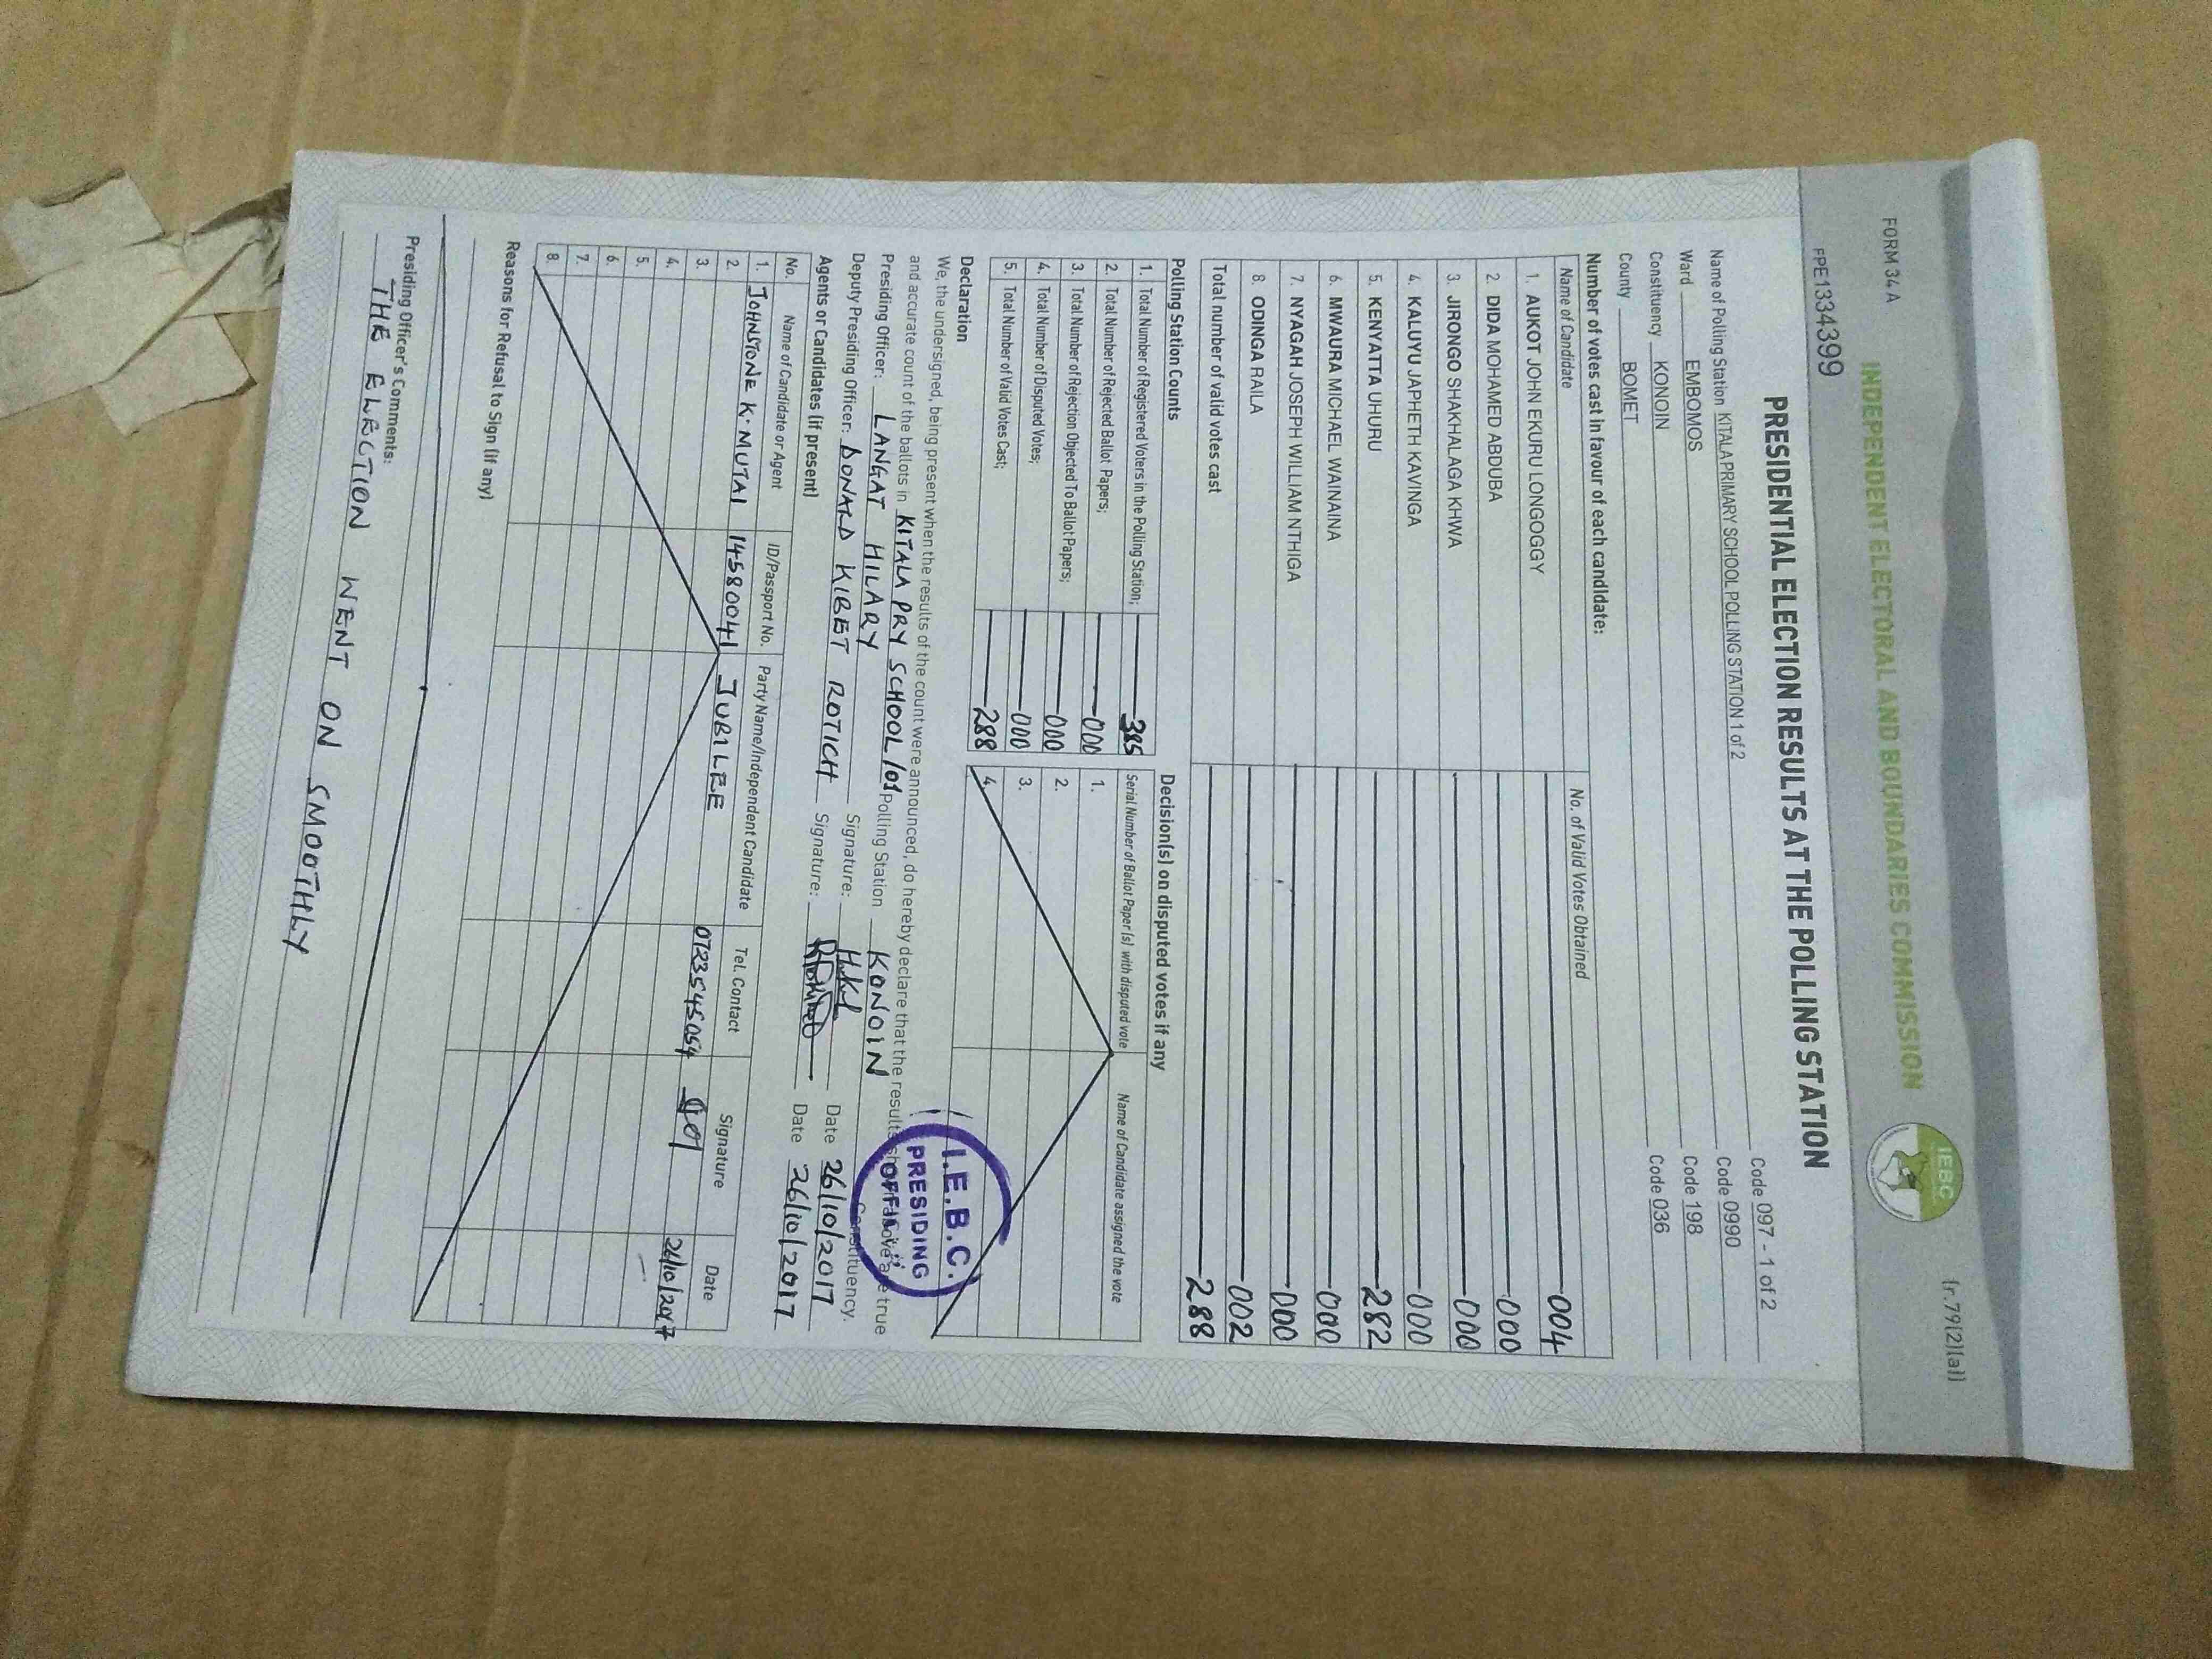 FORM 34 A
(r.79(2)(a))
INDEPENDENT ELECTORAL AND BOUNDARIES COMMISSION
IEBC
FPE1334399
PRESIDENTIAL ELECTION RESULTS AT THE POLLING STATION
Name of Polling Station KITALA PRIMARY SCHOOL POLLING STATION 1 of 2 Code 097 - 1 of 2
Ward EMBOMOS Code 0990
Constituency KONOIN Code 198
County BOMET Code 036
Number of votes cast in favour of each candidate:
Name of Candidate No. of Valid Votes Obtained
1. AUKOT JOHN EKURU LONGOGGY 004
2. DIDA MOHAMED ABDUBA 000
3. JIRONGO SHAKHALAGA KHWA 000
4. KALUYU JAPHETH KAVINGA 000
5. KENYATTA UHURU 282
6. MWAURA MICHAEL WAINAINA 000
7. NYAGAH JOSEPH WILLIAM NTHIGA 000
8. ODINGA RAILA 002
Total number of valid votes cast 288
Polling Station Counts
1. Total Number of Registered Voters in the Polling Station; 385
2. Total Number of Rejected Ballot Papers; 000
3. Total Number of Rejection Objected To Ballot Papers; 000
4. Total Number of Disputed Votes; 000
5. Total Number of Valid Votes Cast; 288
Decision(s) on disputed votes if any
Serial Number of Ballot Paper(s) with disputed vote Name of Candidate assigned the vote
1.
2.
3.
4.
Declaration
We, the undersigned, being present when the results of the count were announced, do hereby declare that the results shown above are true
and accurate count of the ballots in KITALA PRY SCHOOL/01 Polling Station KONOIN Constituency.
I.E.B.C.
PRESIDING
OFFICER
Presiding Officer: LANGAT HILARY Signature: Date 26/10/2017
Deputy Presiding Officer: DONARD KIBET ROTICH Signature: Date 26/10/2017
Agents or Candidates (if present)
No. Name of Candidate or Agent ID/Passport No. Party Name/Independent Candidate Tel. Contact Signature Date
1. JOHNSTONE K. MUTAI 14580041 JUBILEE 0723545054 26/10/2017
2.
3.
4.
5.
6.
7.
8.
Reasons for Refusal to Sign (if any)
Presiding Officer's Comments:
THE ELECTION WENT ON SMOOTHLY